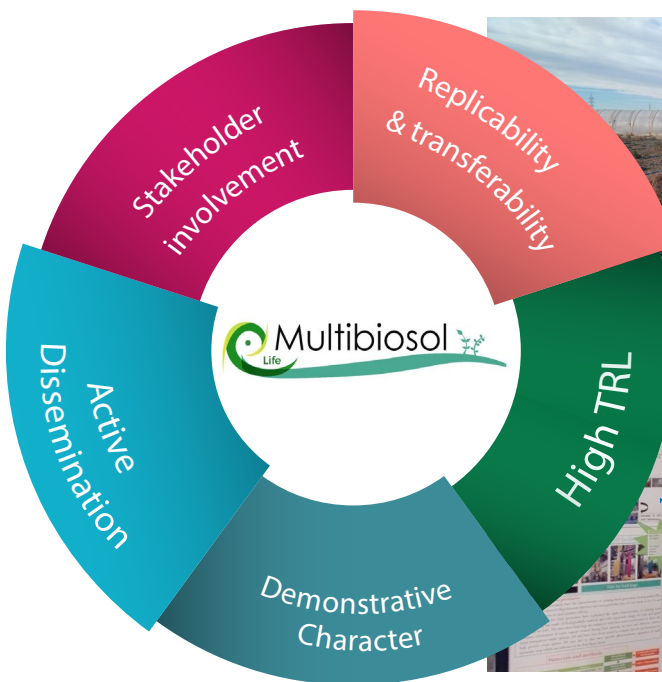 Stakeholder
involvement
Replicability
& transferability
High TRL
Demonstrative
Character
Active
Dissemination
Multibiosol
Life